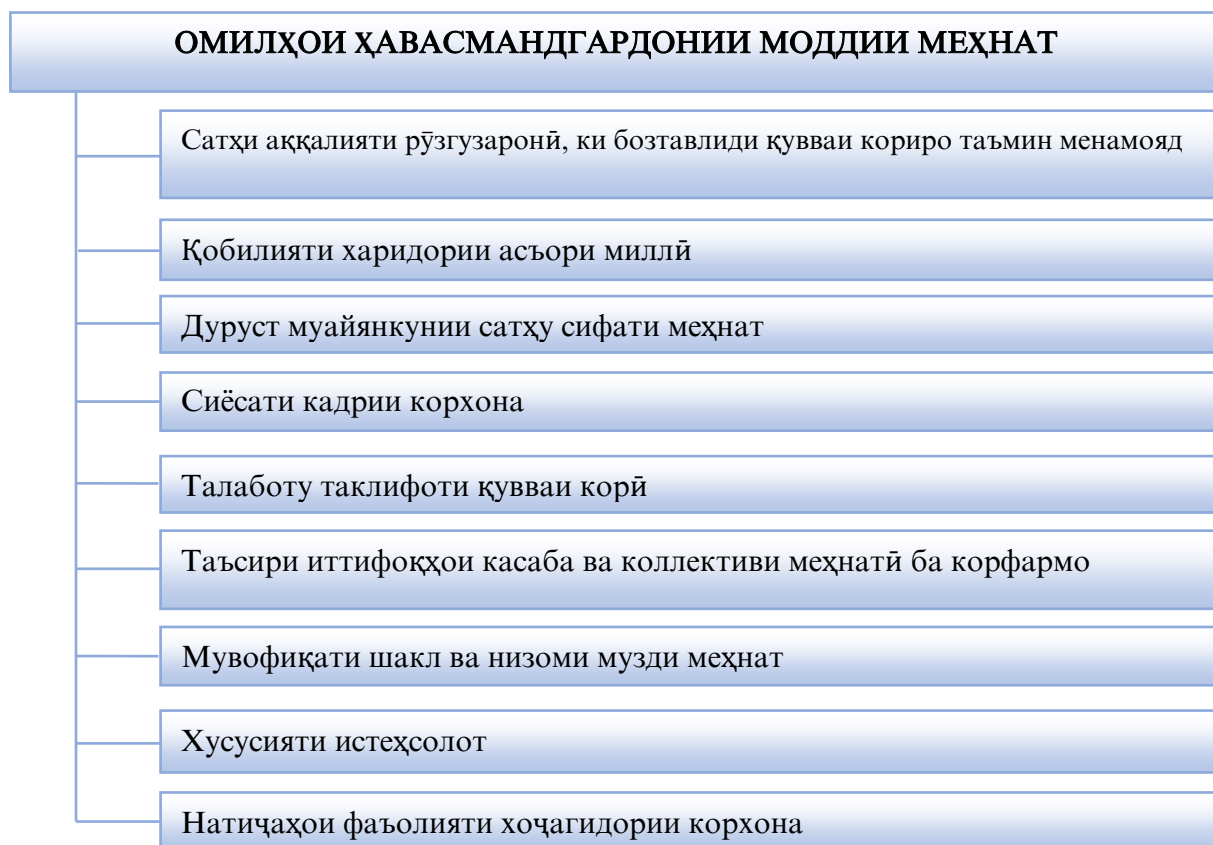 ОМИЛҲОИ ҲАВАСМАНДГАРДОНИИ МОДДИИ МЕҲНАТ
Сатҳи аққалияти рӯзгузаронӣ, ки бозтавлиди қувваи кориро таъмин менамояд
Қобилияти харидории асъори миллӣ
Дуруст муайянкунии сатҳу сифати меҳнат
Сиёсати кадрии корхона
Талаботу таклифоти қувваи корӣ
Таъсири иттифоқҳои касаба ва коллективи меҳнатӣ ба корфармо
Мувофиқати шакл ва низоми музди меҳнат
Хусусияти истеҳсолот
Натиҷаҳои фаъолияти хоҷагидории корхона